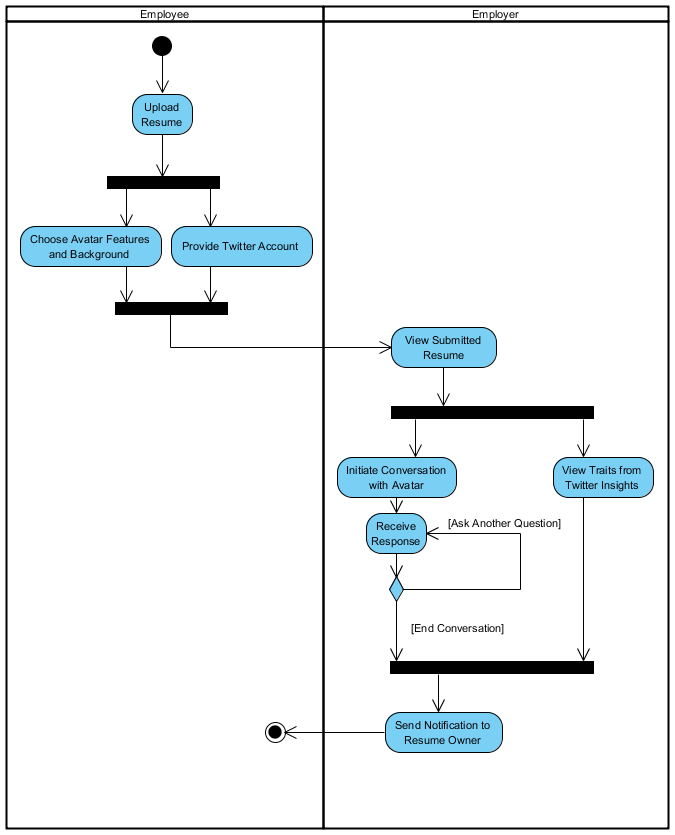 Employee
Employer
Upload
Resume
Choose Avatar Features
and Background
Provide Twitter Account
View Submitted
Resume
Initiate Conversation
with Avatar
View Traits from
Twitter Insights
Receive
Response
[Ask Another Question]
[End Conversation]
Send Notification to
Resume Owner